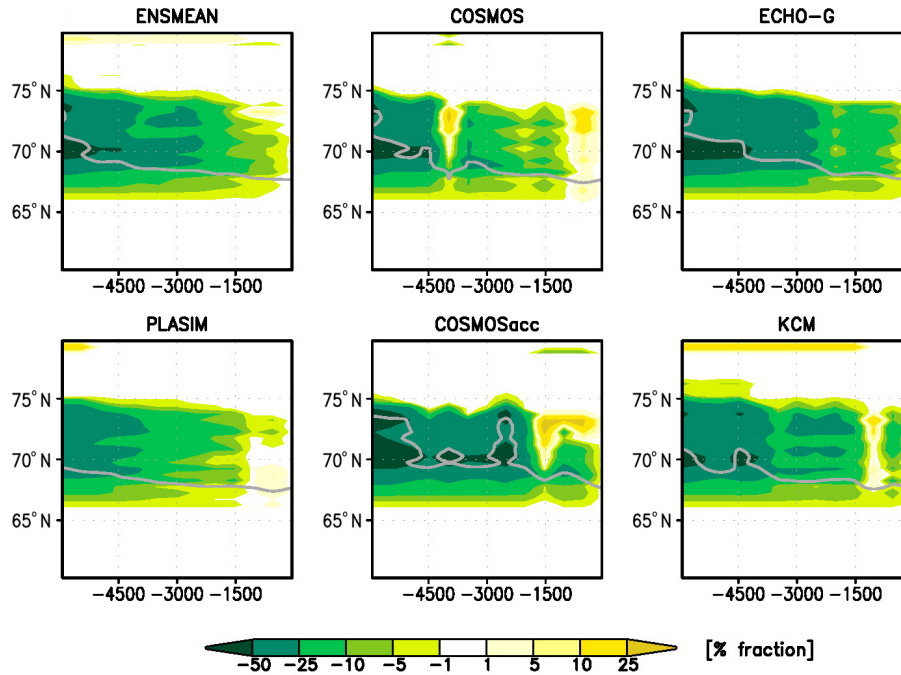 ENSMEAN COSMOS ECHO-G
75°N 75°N 75°N
70°N 70°N 70°N
65°N 65°N 65°N
−4500 −3000 −1500 −4500 −3000 −1500 −4500 −3000 −1500
PLASIM COSMOSacc KCM
75°N 75°N 75°N
70°N 70°N 70°N
65°N 65°N 65°N
−4500 −3000 −1500 −4500 −3000 −1500 −4500 −3000 −1500
[% fraction]
−50 −25 −10 −5 −1 1 5 10 25